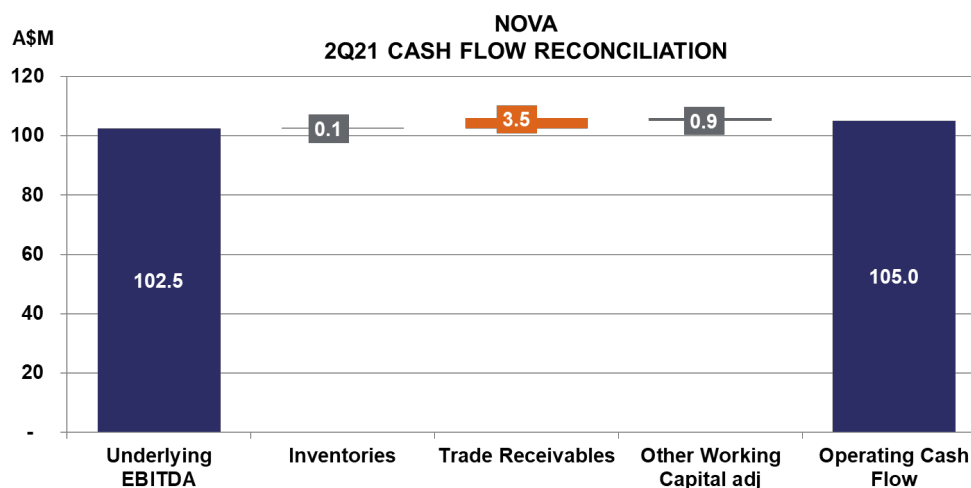 NOVA
2Q21 CASH FLOW RECONCILIATION
A$M
120
100
80
60
40
20
-
102.5
0.1
3.5
0.9
105.0
Underlying
EBITDA
Inventories
Trade Receivables
Other Working
Capital adj
Operating Cash
Flow